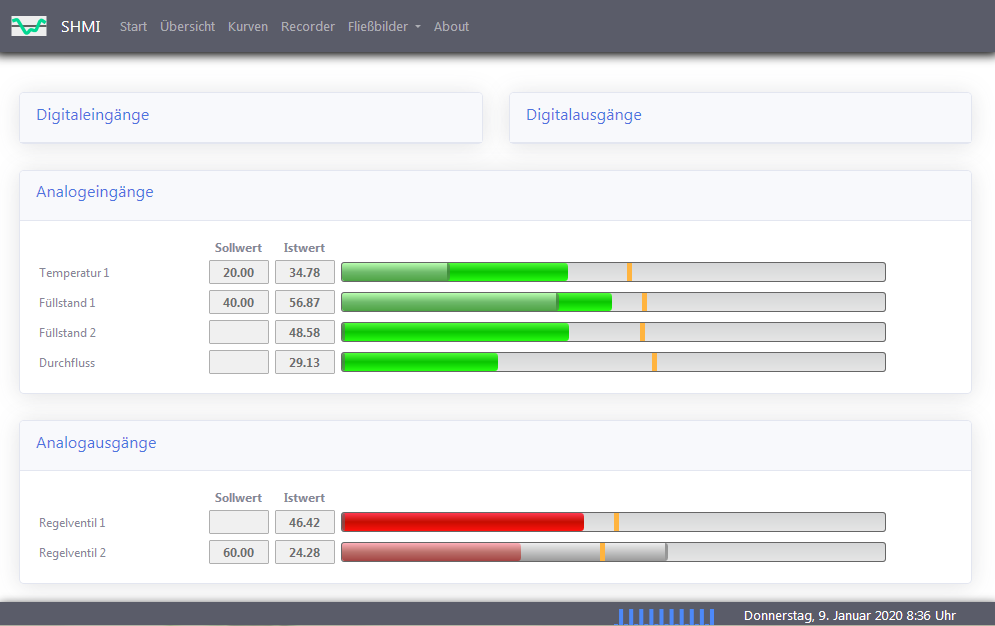 SHMI Start Übersicht Kurven Recorder Fließbilder About
Digitaleingänge
Digitalausgänge
Analogeingänge
Sollwert Istwert
Temperatur 1 20.00 34.78
Füllstand 1 40.00 56.87
Füllstand 2 48.58
Durchfluss 29.13
Analogausgänge
Sollwert Istwert
Regelventil 1 46.42
Regelventil 2 60.00 24.28
Donnerstag, 9. Januar 2020 8:36 Uhr